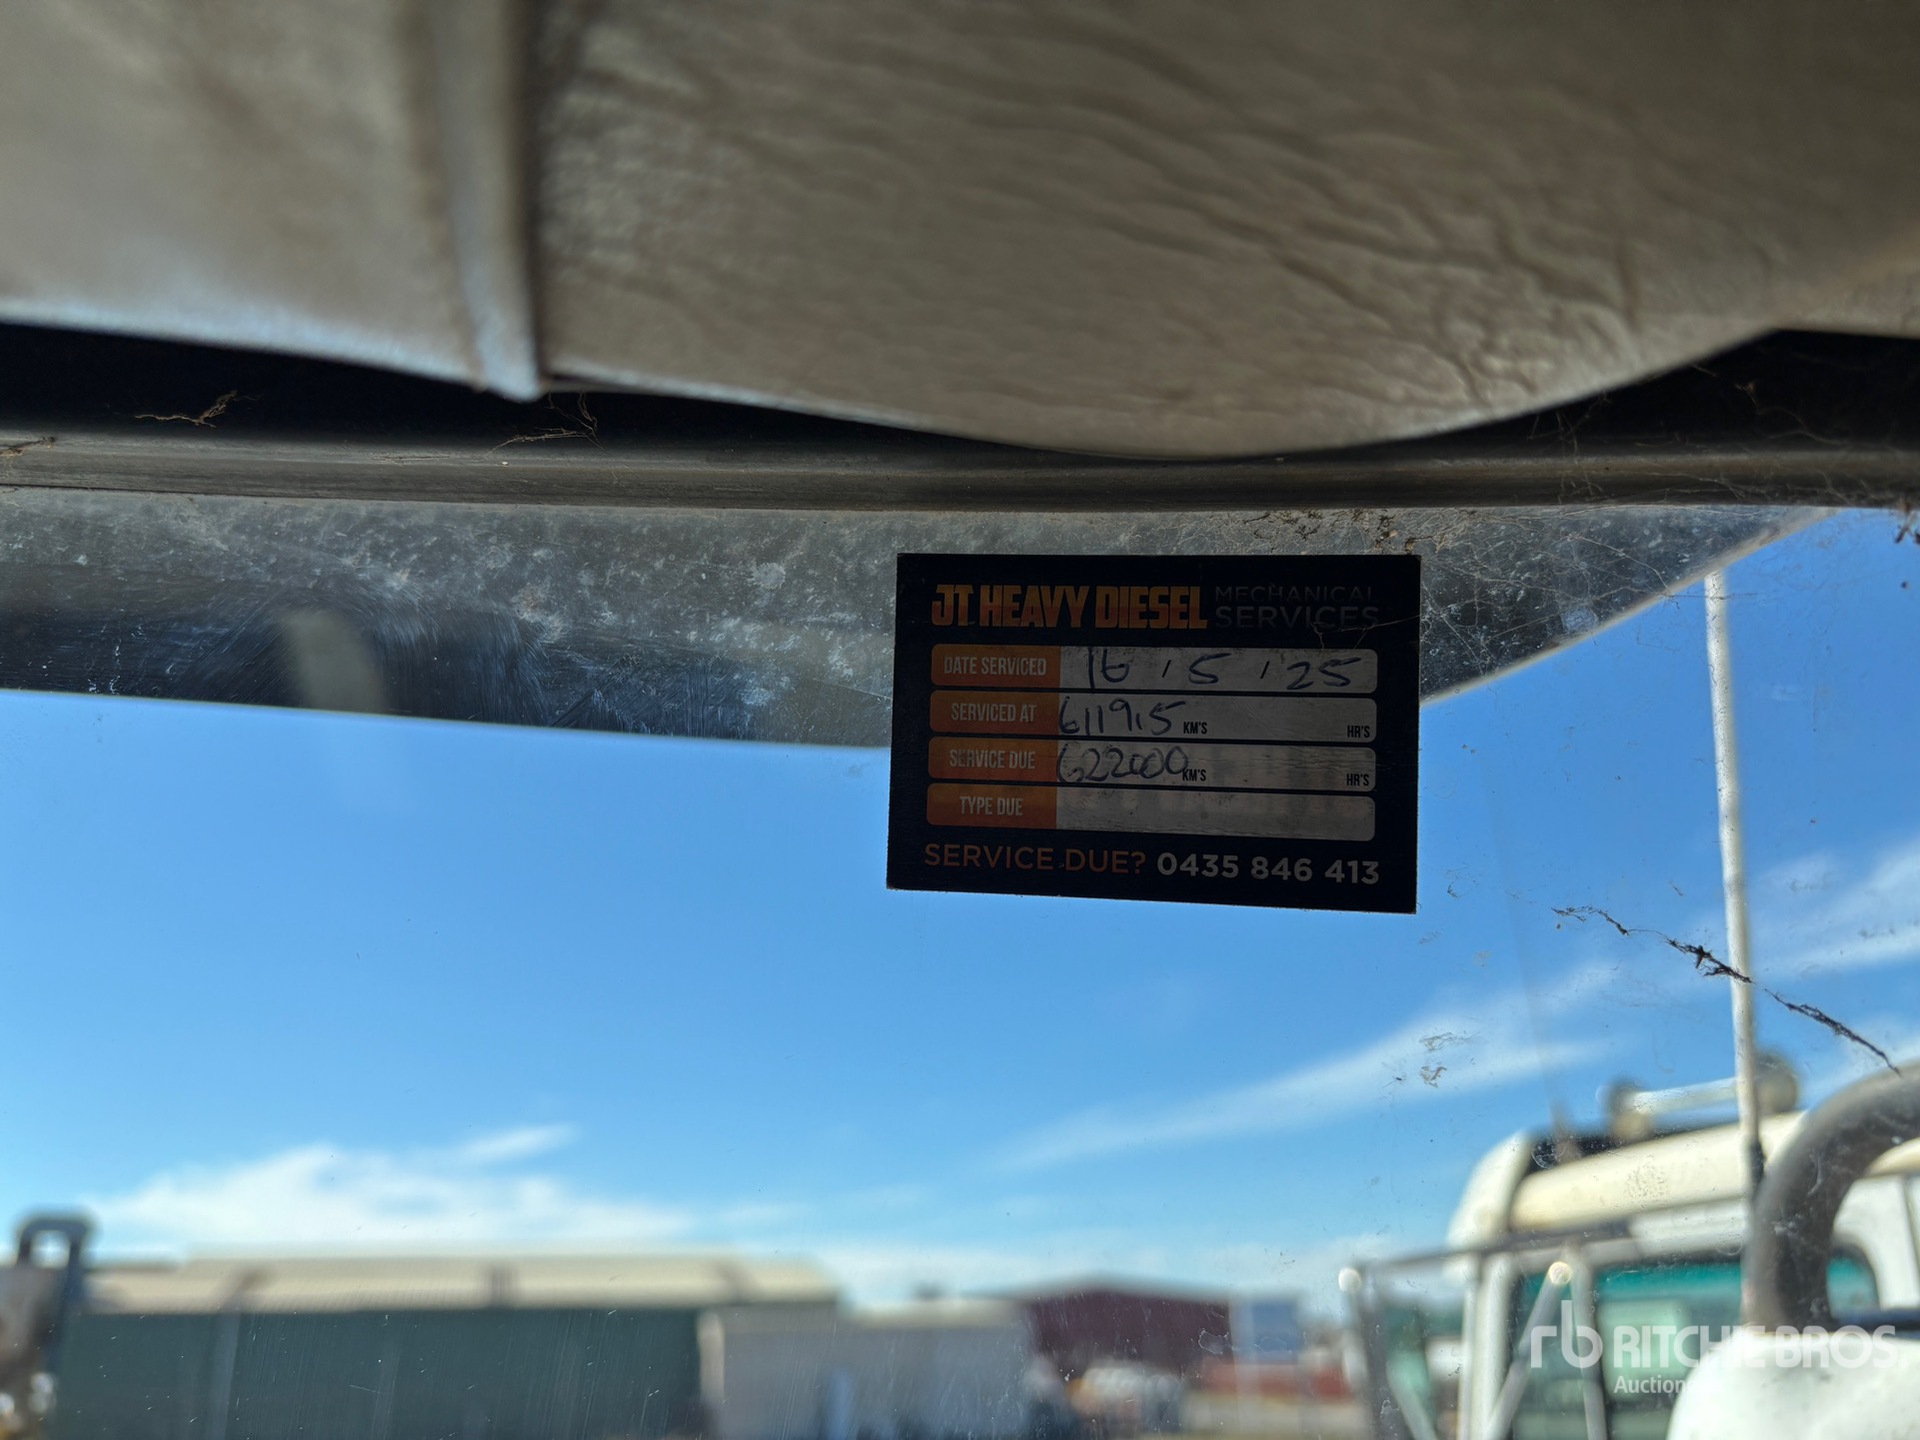 JT HEAVY DIESEL MECHANICAL SERVICES
DATE SERVICED 16 / 5 / 25
SERVICED AT 611915 KM'S HR'S
SERVICE DUE 622000 KM'S HR'S
TYPE DUE
SERVICE DUE? 0435 846 413
rb RITCHIE BROS